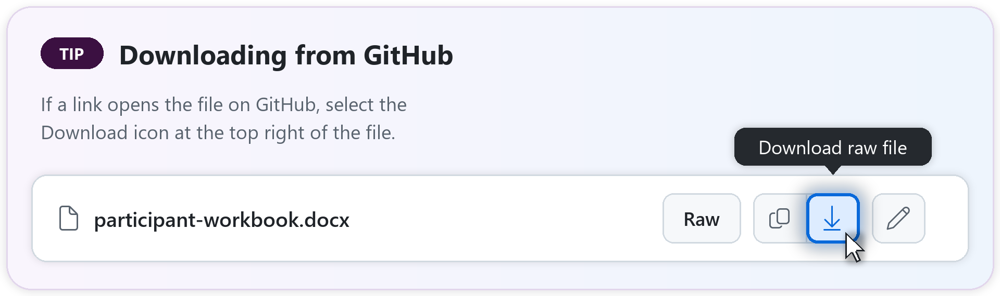 TIP
Downloading from GitHub
If a link opens the file on GitHub, select the
Download icon at the top right of the file.
Download raw file
participant-workbook.docx
Raw